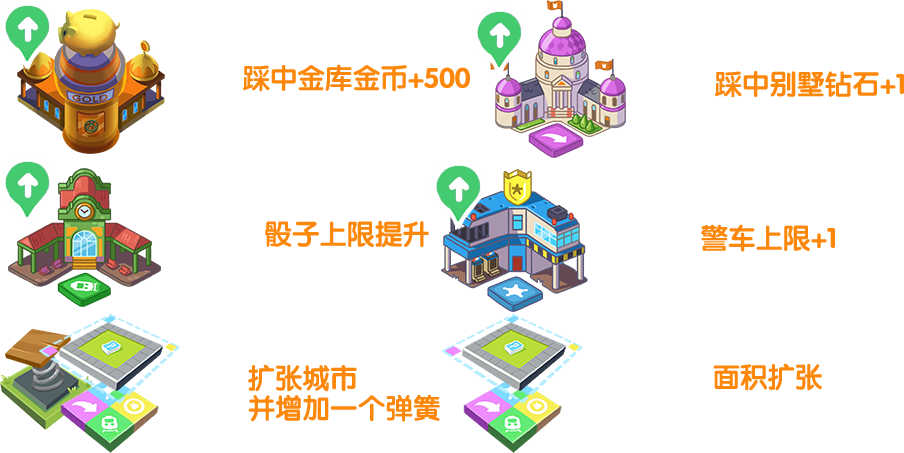 GOLD
踩中金库金币+500
踩中别墅钻石+1
骰子上限提升
警车上限+1
扩张城市
并增加一个弹簧
面积扩张